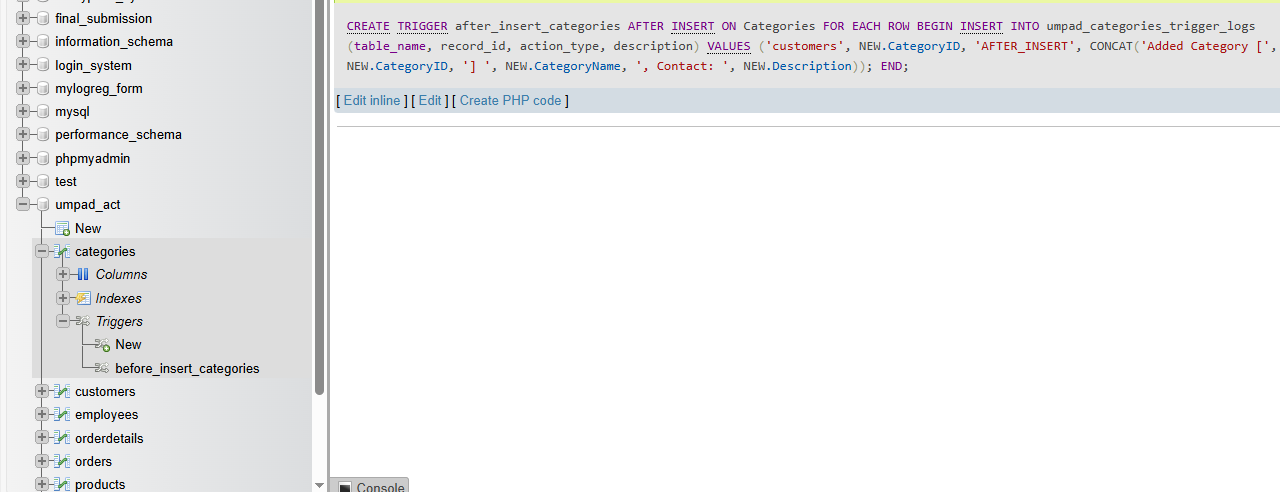 final_submission
information_schema
login_system
mylogreg_form
mysql
performance_schema
phpmyadmin
test
umpad_act
New
categories
Columns
Indexes
Triggers
New
before_insert_categories
customers
employees
orderdetails
orders
products
CREATE TRIGGER after_insert_categories AFTER INSERT ON Categories FOR EACH ROW BEGIN INSERT INTO umpad_categories_trigger_logs
(table_name, record_id, action_type, description) VALUES ('customers', NEW.CategoryID, 'AFTER_INSERT', CONCAT('Added Category [',
NEW.CategoryID, '] ', NEW.CategoryName, ', Contact: ', NEW.Description)); END;
[ Edit inline ] [ Edit ] [ Create PHP code ]
Console